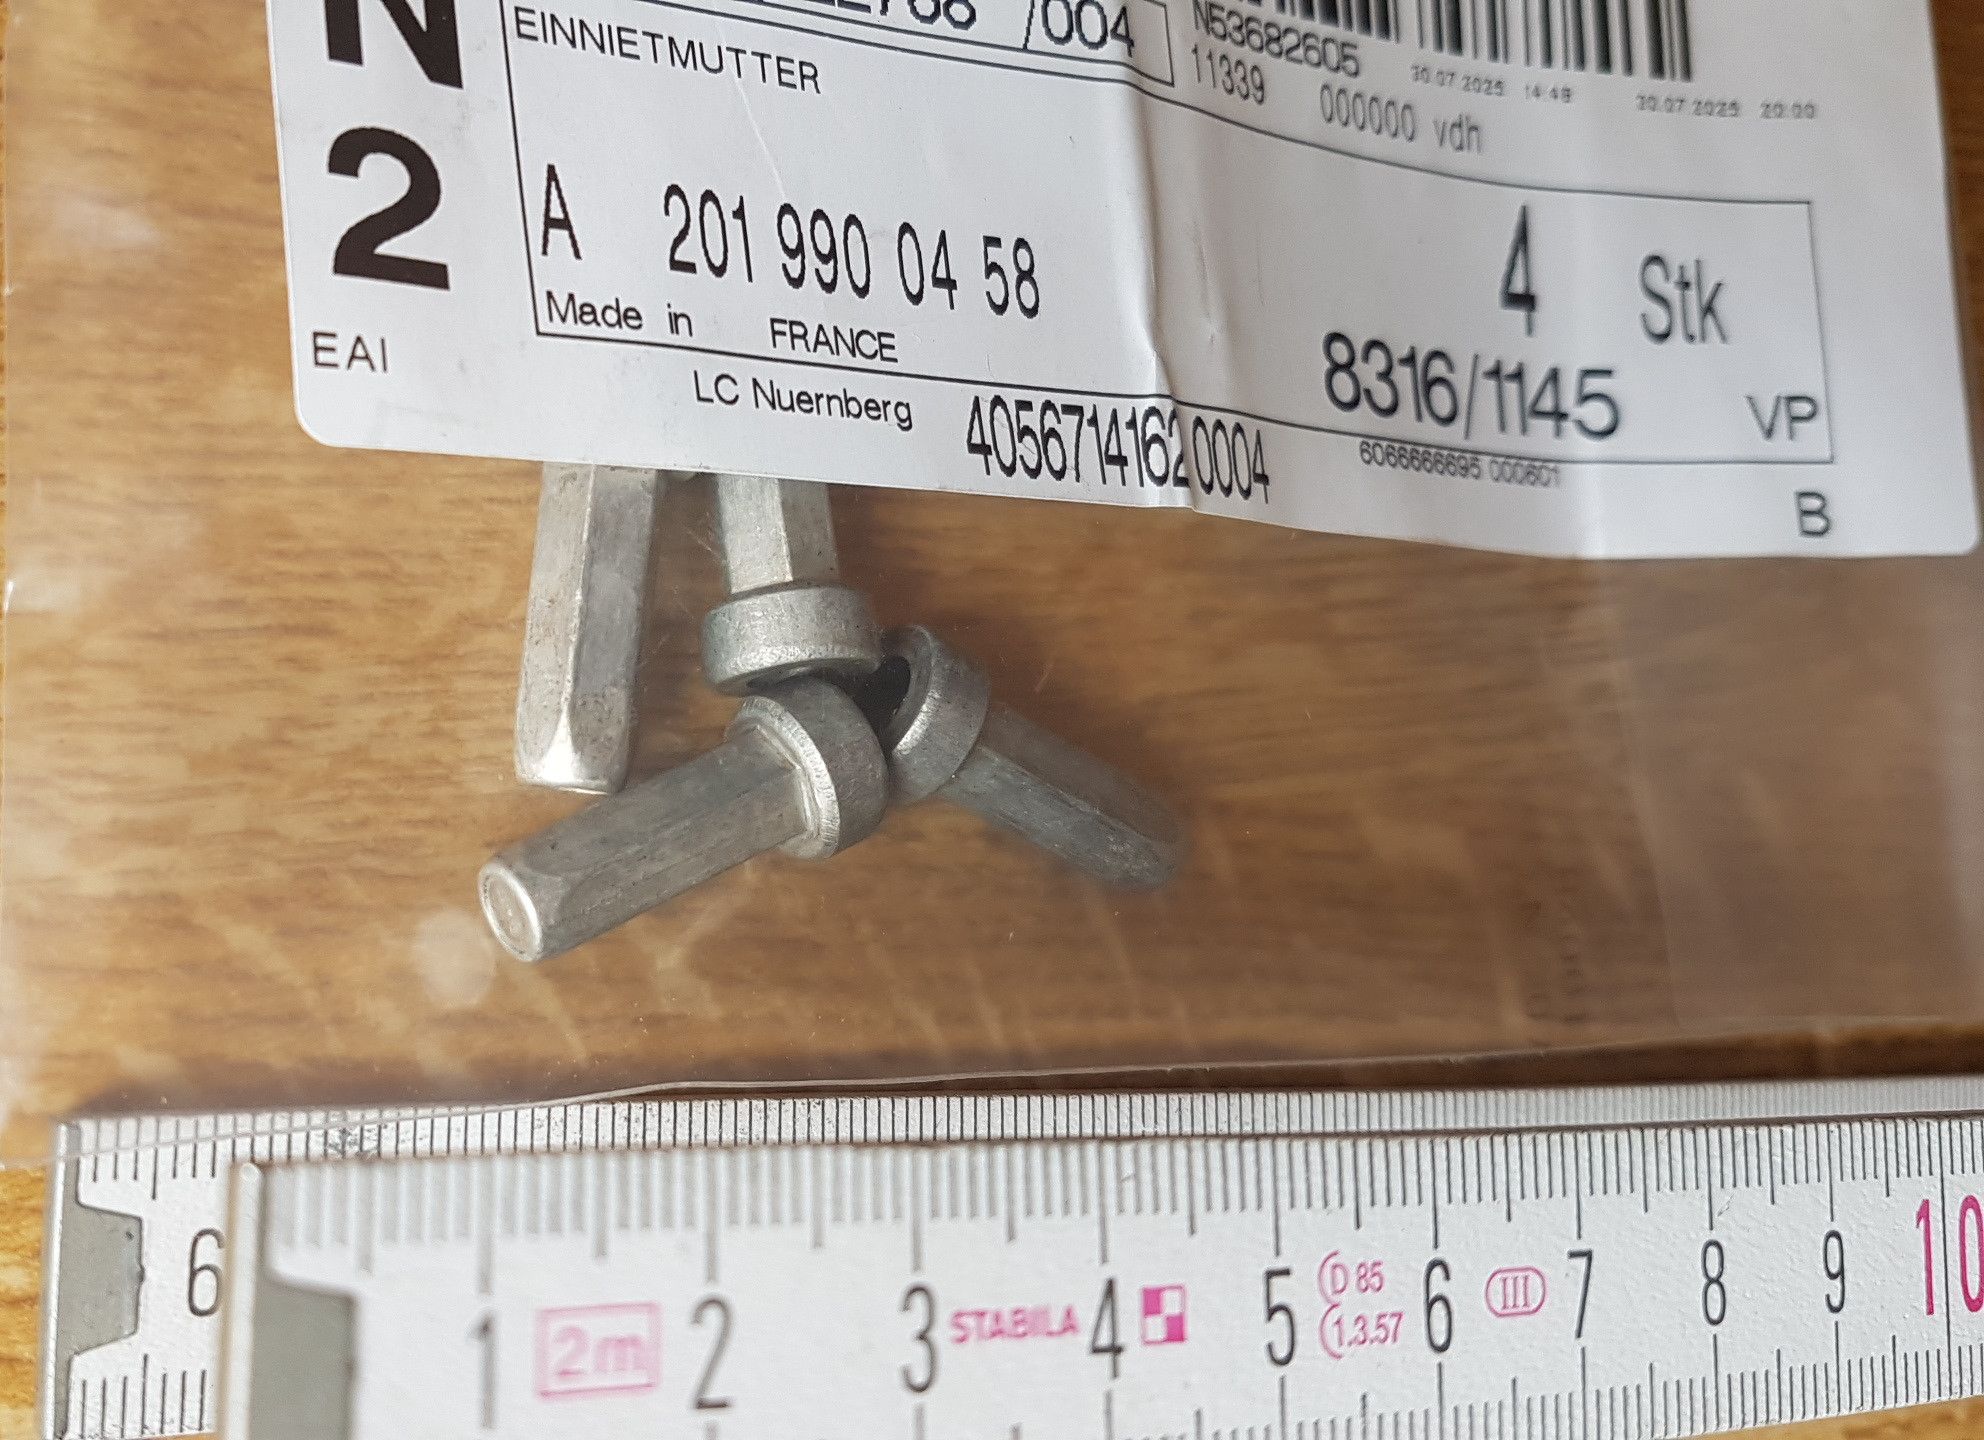 N
2
EAI
/004
EINNIETMUTTER
N53682605
11339 000000 vdh
30.07.2025 14:48 30.07.2025 20:00
A 201 990 04 58
Made in FRANCE
4 Stk
8316/1145 VP
LC Nuernberg 40567141620004
6066666695 000601
B
6
1 2 3 4 5 6 7 8 9 10
2m STABILA D 85 1.3.57 III